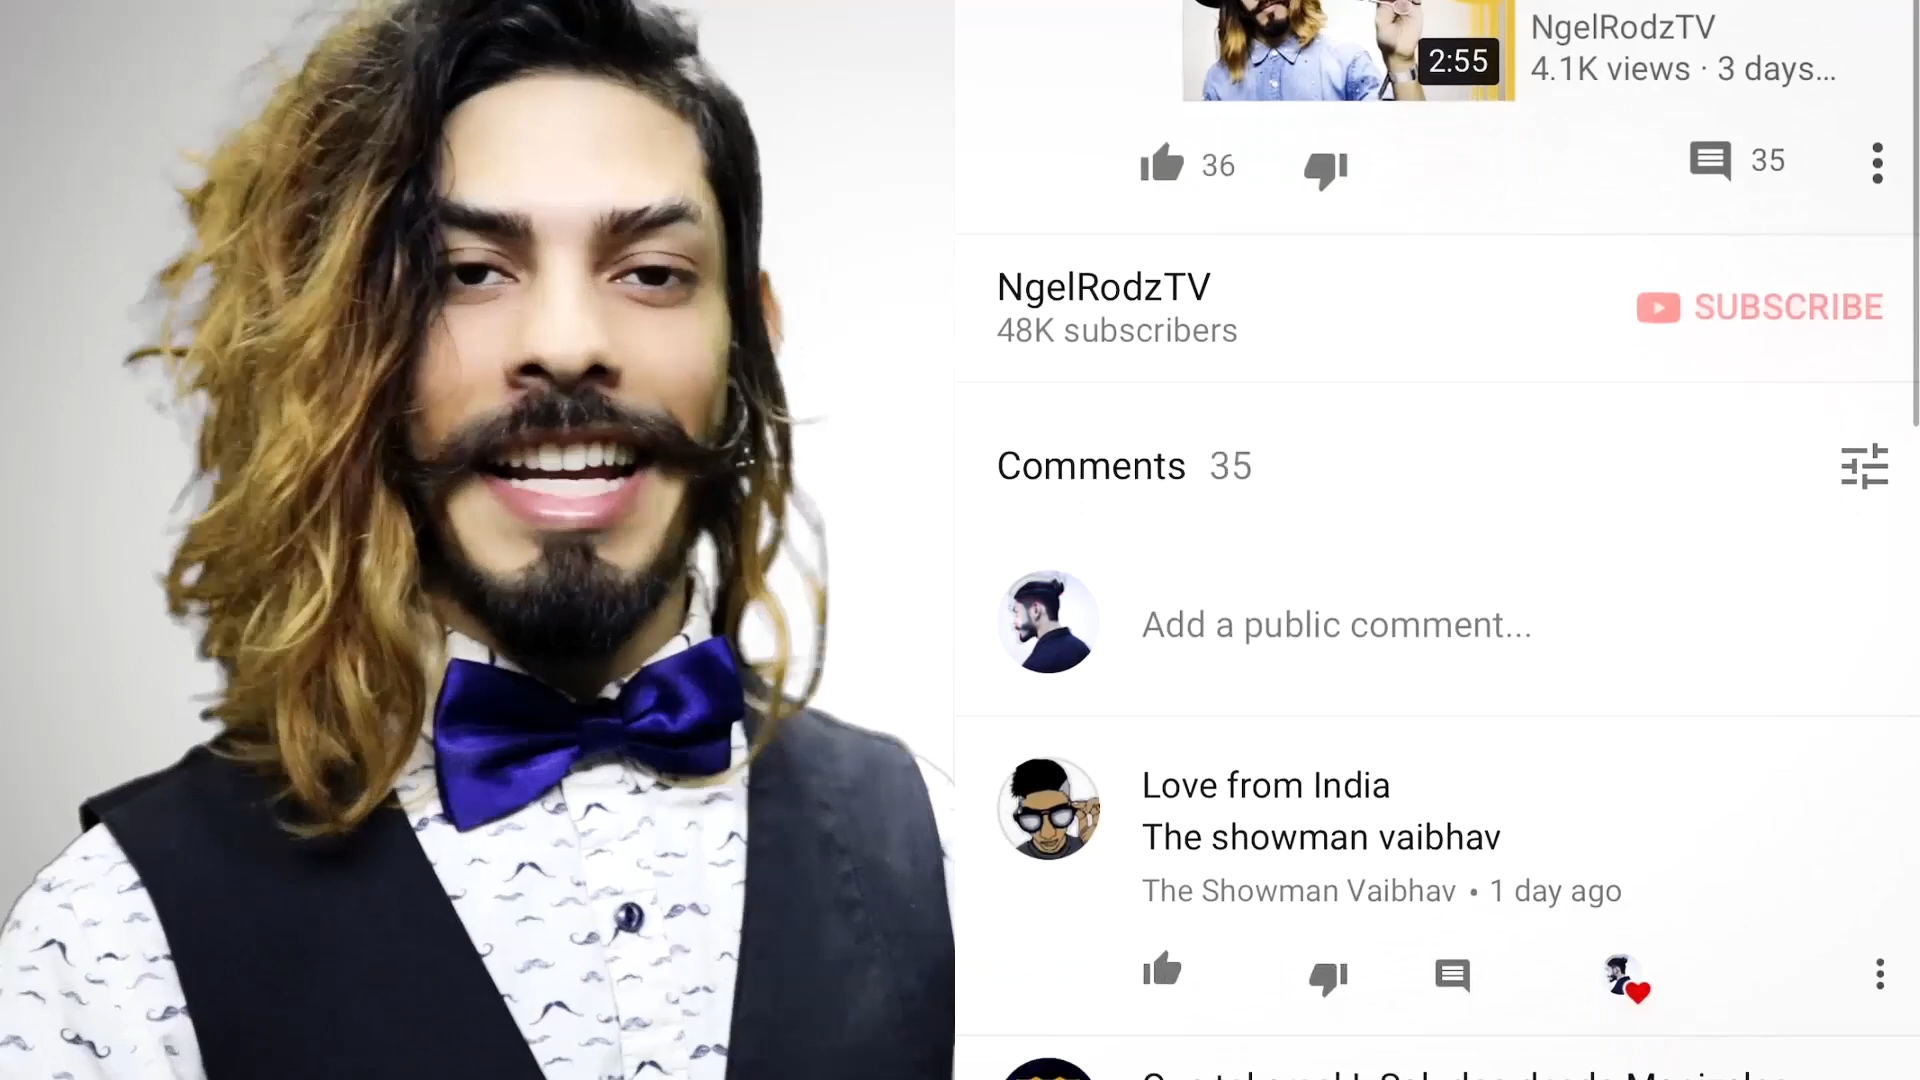 NgelRodzTV
2:55
4.1K views · 3 days...
36
35
NgelRodzTV
48K subscribers
SUBSCRIBE
Comments 35
Add a public comment...
Love from India
The showman vaibhav
The Showman Vaibhav • 1 day ago